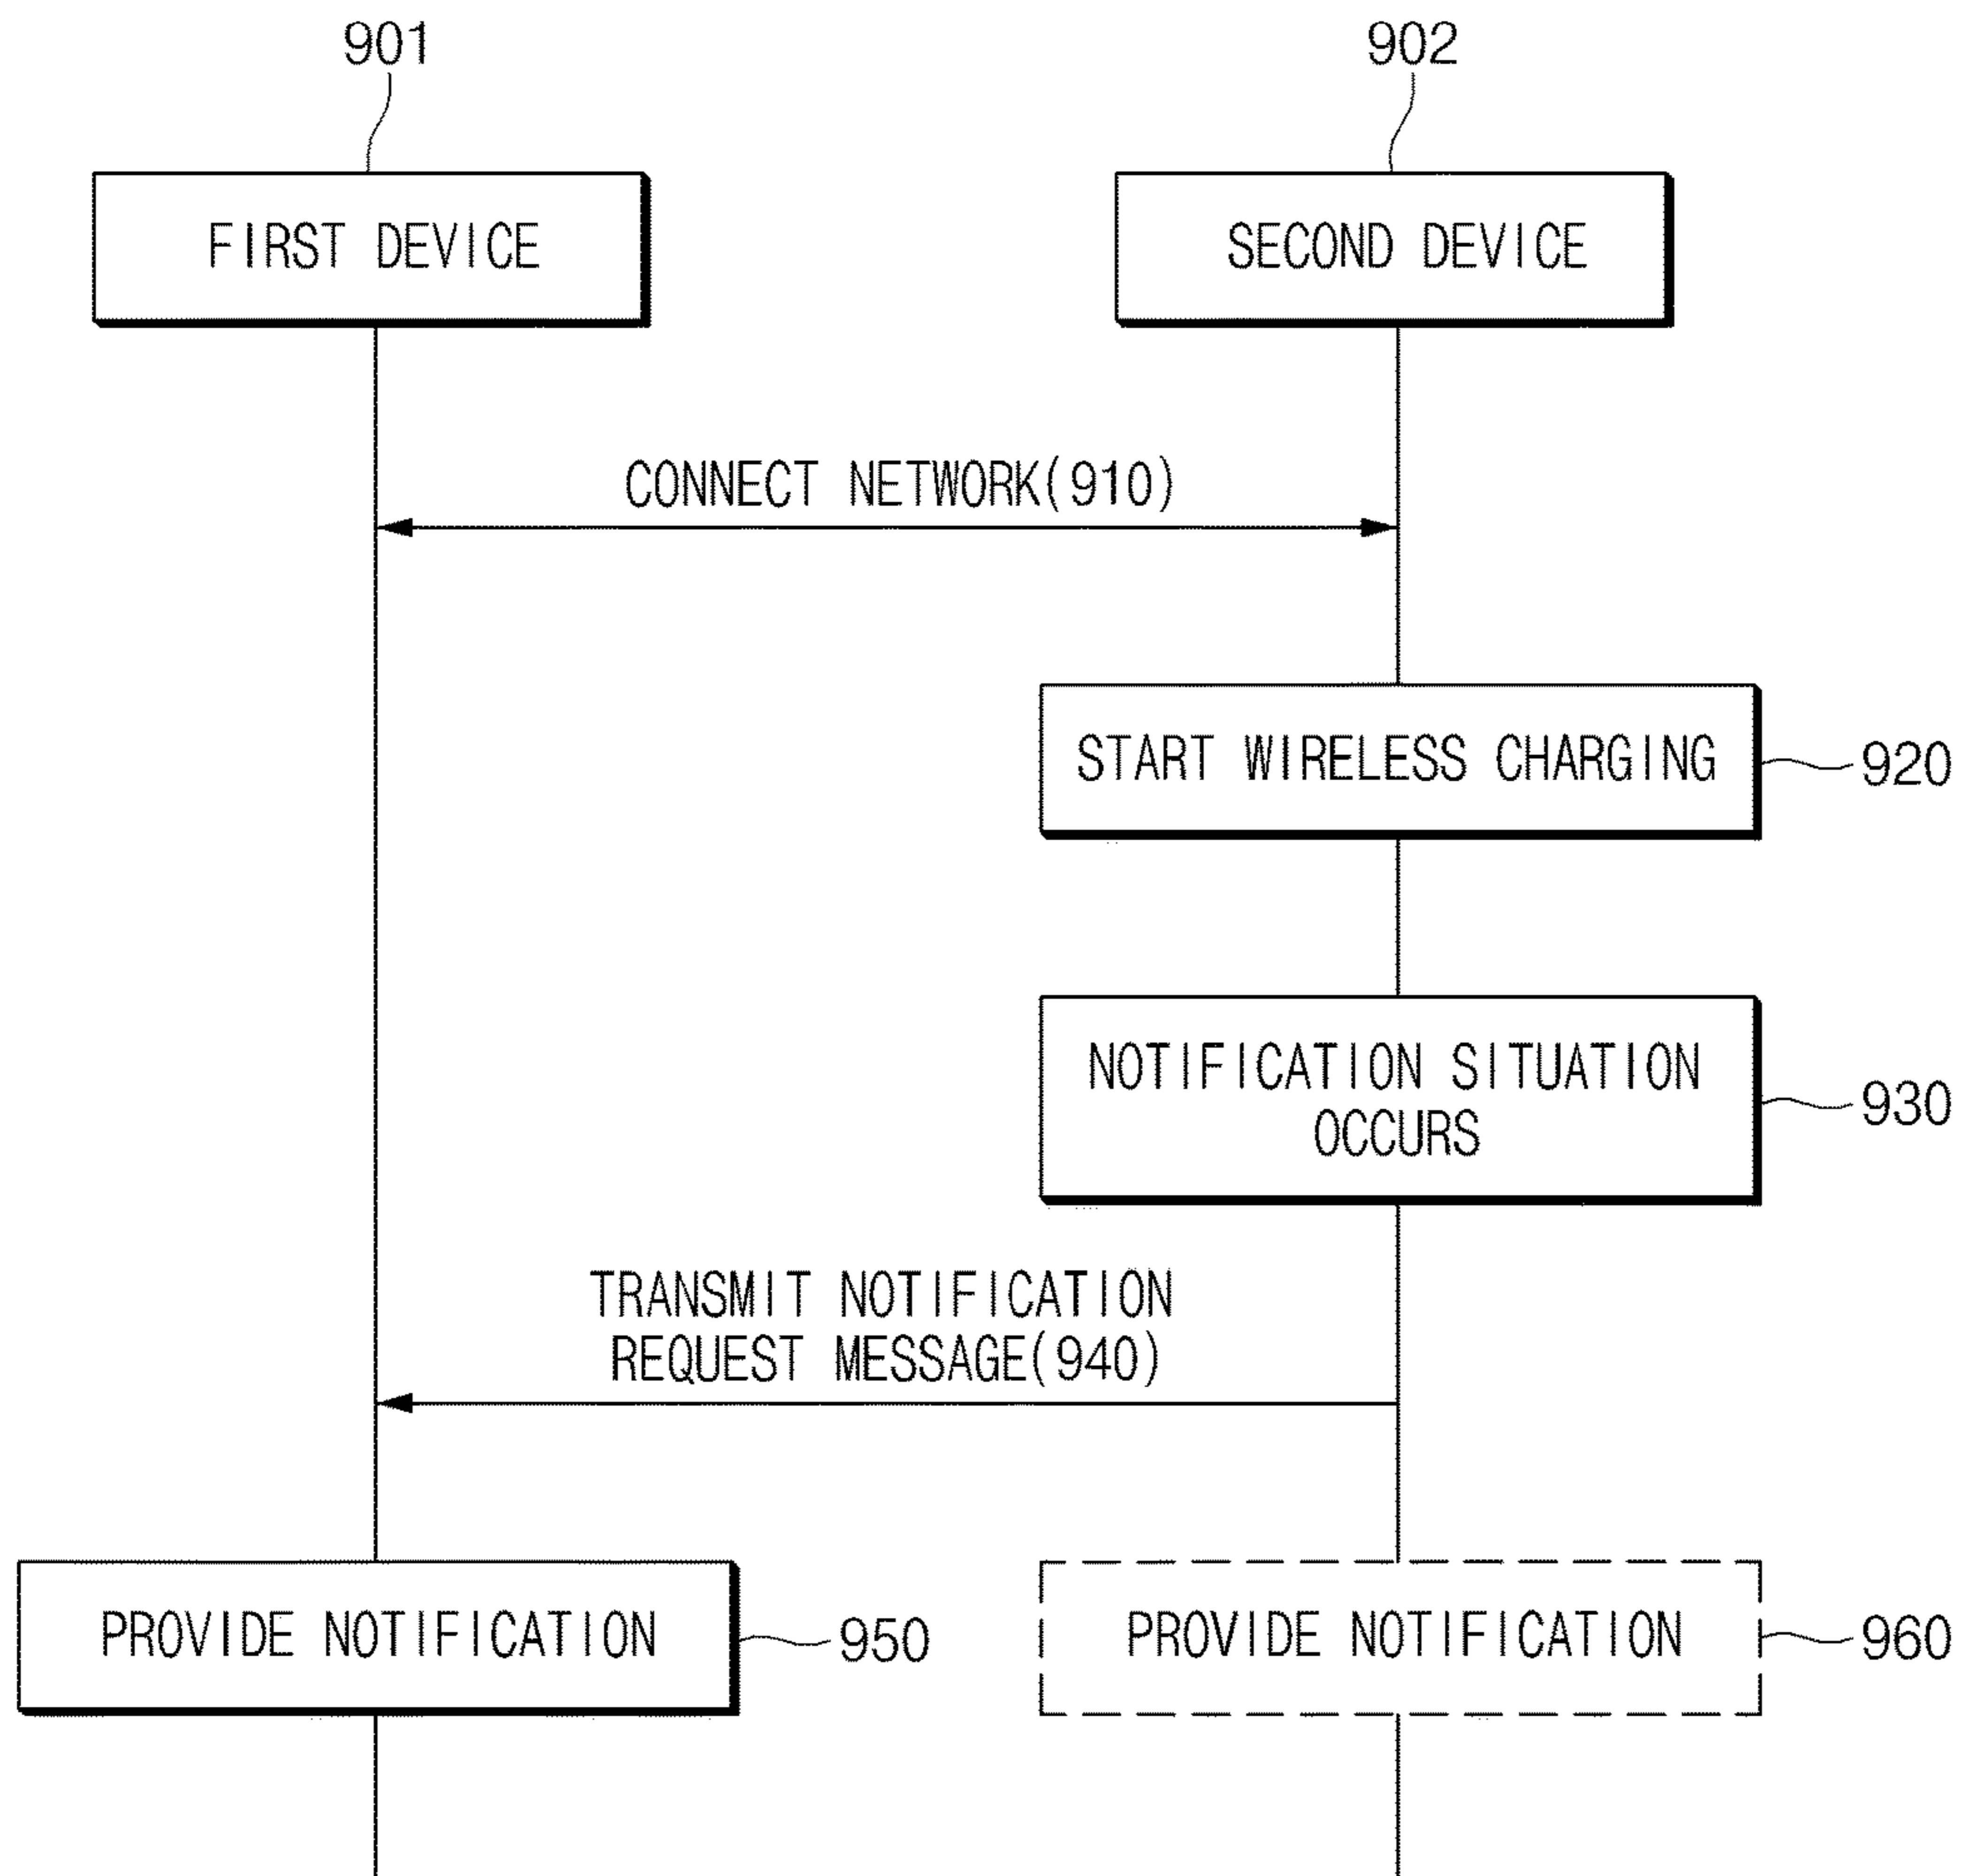 901
902
FIRST DEVICE
SECOND DEVICE
CONNECT NETWORK(910)
START WIRELESS CHARGING
920
NOTIFICATION SITUATION
OCCURS
930
TRANSMIT NOTIFICATION
REQUEST MESSAGE(940)
PROVIDE NOTIFICATION
950
PROVIDE NOTIFICATION
960